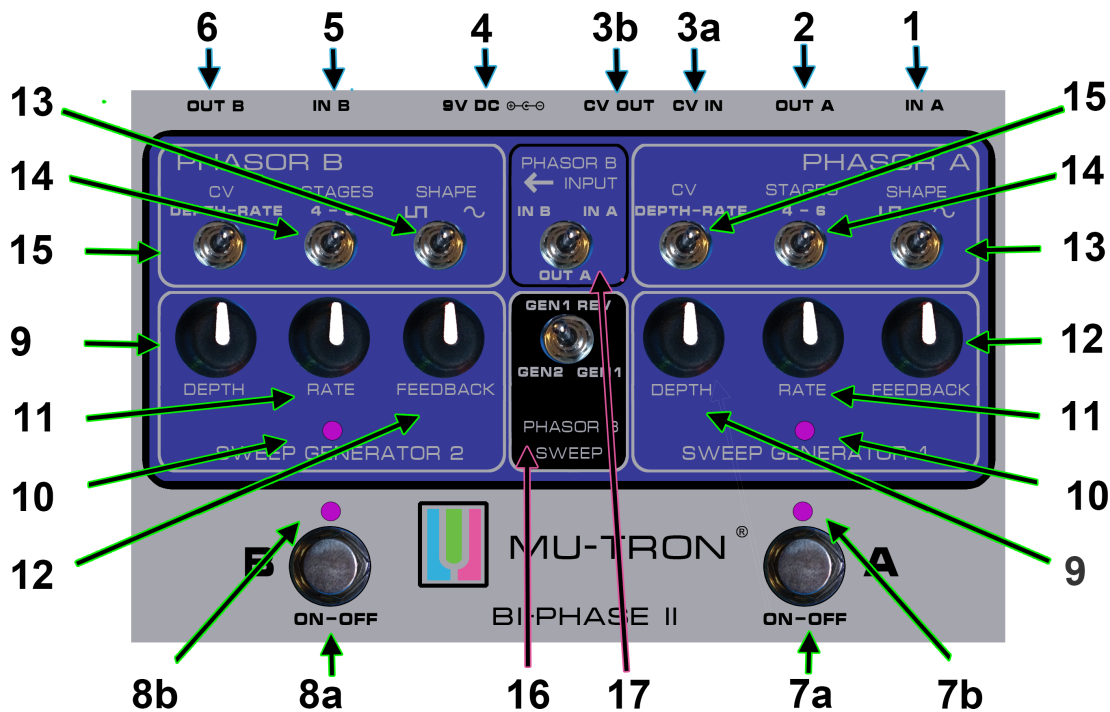 6 5 4 3b 3a 2 1
OUT B IN B 9V DC CV OUT CV IN OUT A IN A
13 15
PHASOR B PHASOR B PHASOR A
← INPUT
14 CV STAGES SHAPE CV STAGES SHAPE 14
DEPTH-RATE 4 - 6 IN B IN A DEPTH-RATE 4 - 6
15 13
OUT A
GEN1 REV
9 12
GEN2 GEN1
DEPTH RATE FEEDBACK DEPTH RATE FEEDBACK
11 11
PHASOR B
SWEEP GENERATOR 2 SWEEP SWEEP GENERATOR 1
10 10
12 B MU-TRON ® A 9
ON-OFF BI-PHASE II ON-OFF
8b 8a 16 17 7a 7b